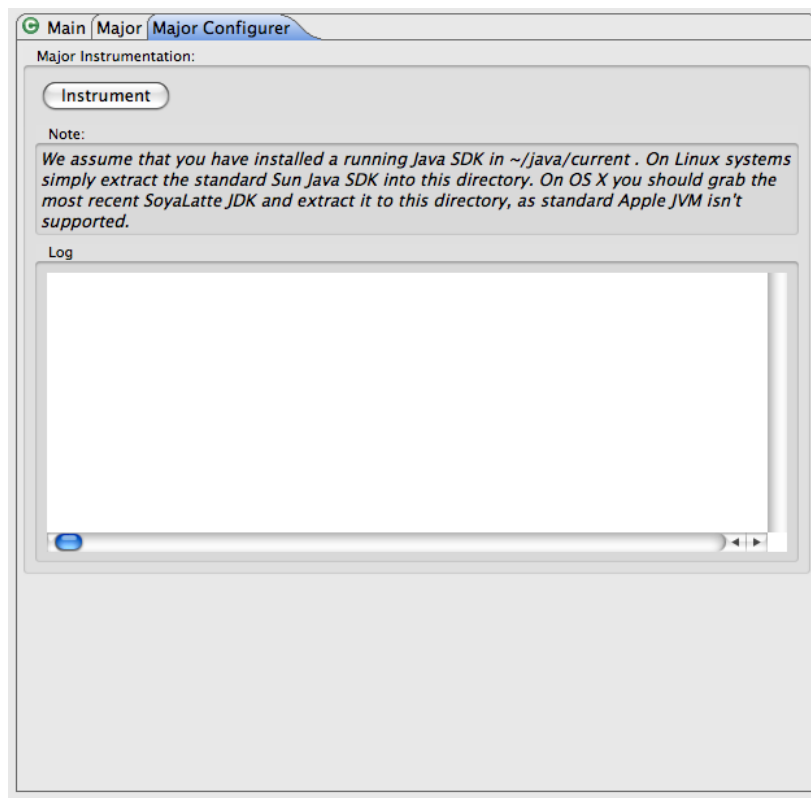 Main Major Major Configurer
Major Instrumentation:
Instrument
Note:
We assume that you have installed a running Java SDK in ~/java/current . On Linux systems
simply extract the standard Sun Java SDK into this directory. On OS X you should grab the
most recent SoyaLatte JDK and extract it to this directory, as standard Apple JVM isn't
supported.
Log